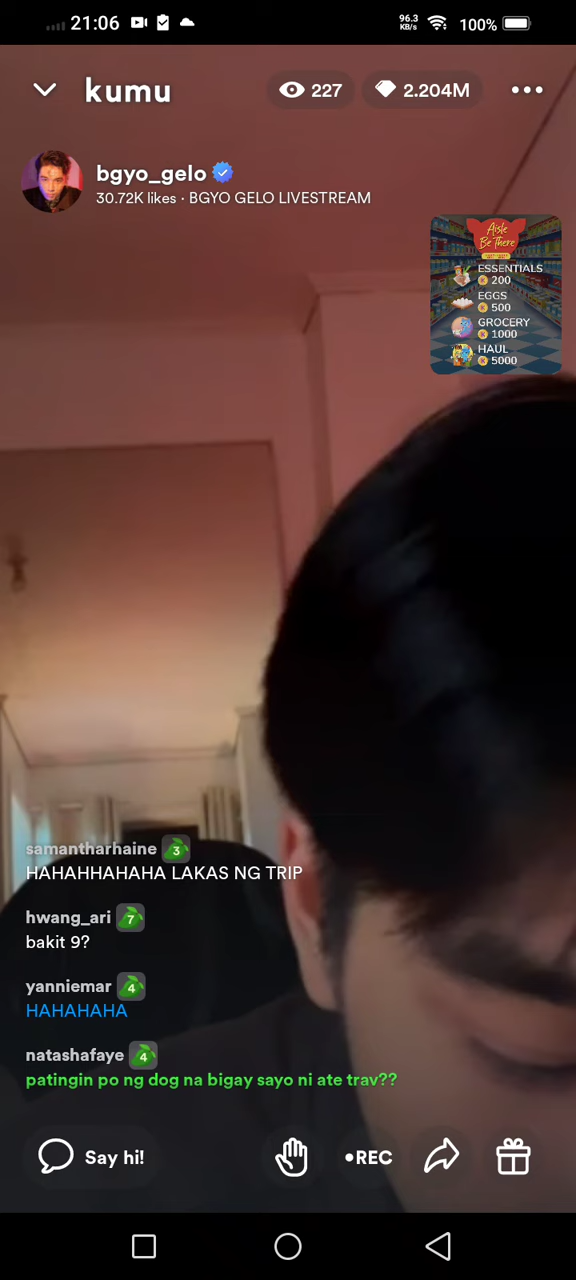 21:06
96.3
KB/s
100%
kumu
227
2.204M
bgyo_gelo
30.72K likes · BGYO GELO LIVESTREAM
Aisle
Be There
ESSENTIALS
200
EGGS
500
GROCERY
1000
HAUL
5000
samantharhaine 3
HAHAHHAHAHA LAKAS NG TRIP
hwang_ari 7
bakit 9?
yanniemar 4
HAHAHAHA
natashafaye 4
patingin po ng dog na bigay sayo ni ate trav??
Say hi!
•REC